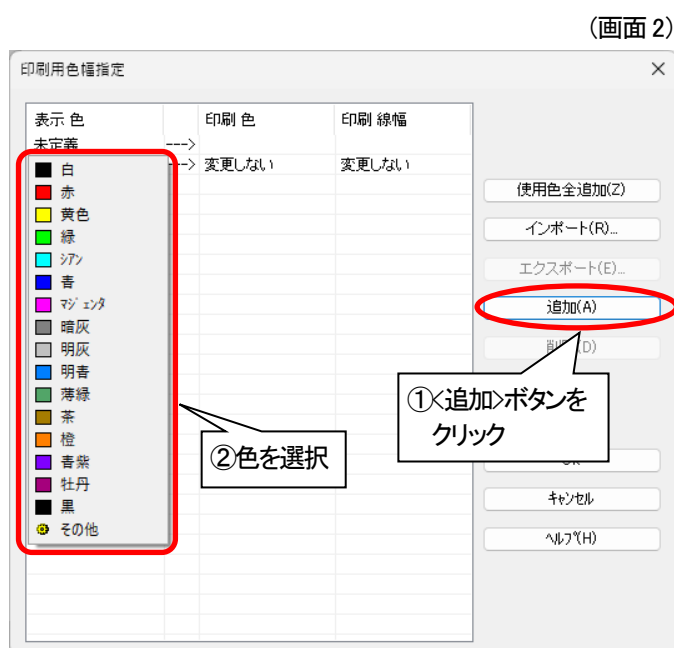 (画面 2)
印刷用色幅指定
表示 色 印刷 色 印刷 線幅
未定義 --->
--> 変更しない 変更しない
白
赤
黄色
緑
ｼｱﾝ
青
ﾏｼﾞｪﾝﾀ
暗灰
明灰
明青
薄緑
茶
橙
青紫
牡丹
黒
その他
使用色全追加(Z)
インポート(R)...
エクスポート(E)...
追加(A)
(D)
①<追加>ボタンを
クリック
②色を選択
キャンセル
ﾍﾙﾌﾟ(H)